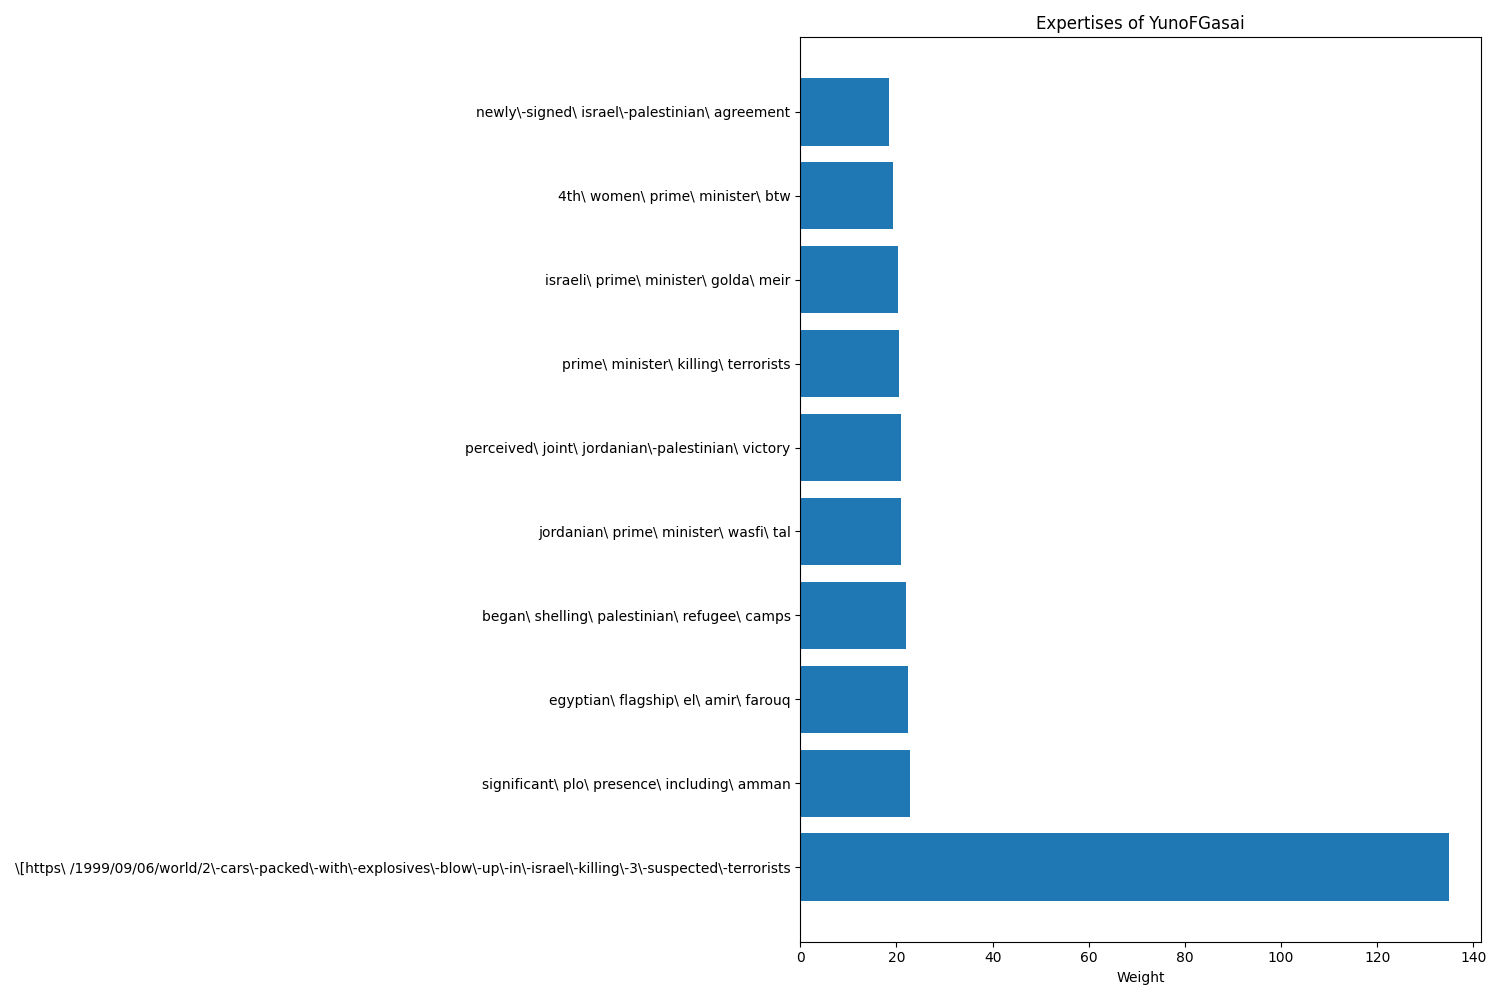 Expertises of YunoFGasai
newly\-signed\ israel\-palestinian\ agreement
4th\ women\ prime\ minister\ btw
israeli\ prime\ minister\ golda\ meir
prime\ minister\ killing\ terrorists
perceived\ joint\ jordanian\-palestinian\ victory
jordanian\ prime\ minister\ wasfi\ tal
began\ shelling\ palestinian\ refugee\ camps
egyptian\ flagship\ el\ amir\ farouq
significant\ plo\ presence\ including\ amman
\[https\ /1999/09/06/world/2\-cars\-packed\-with\-explosives\-blow\-up\-in\-israel\-killing\-3\-suspected\-terrorists
0 20 40 60 80 100 120 140
Weight